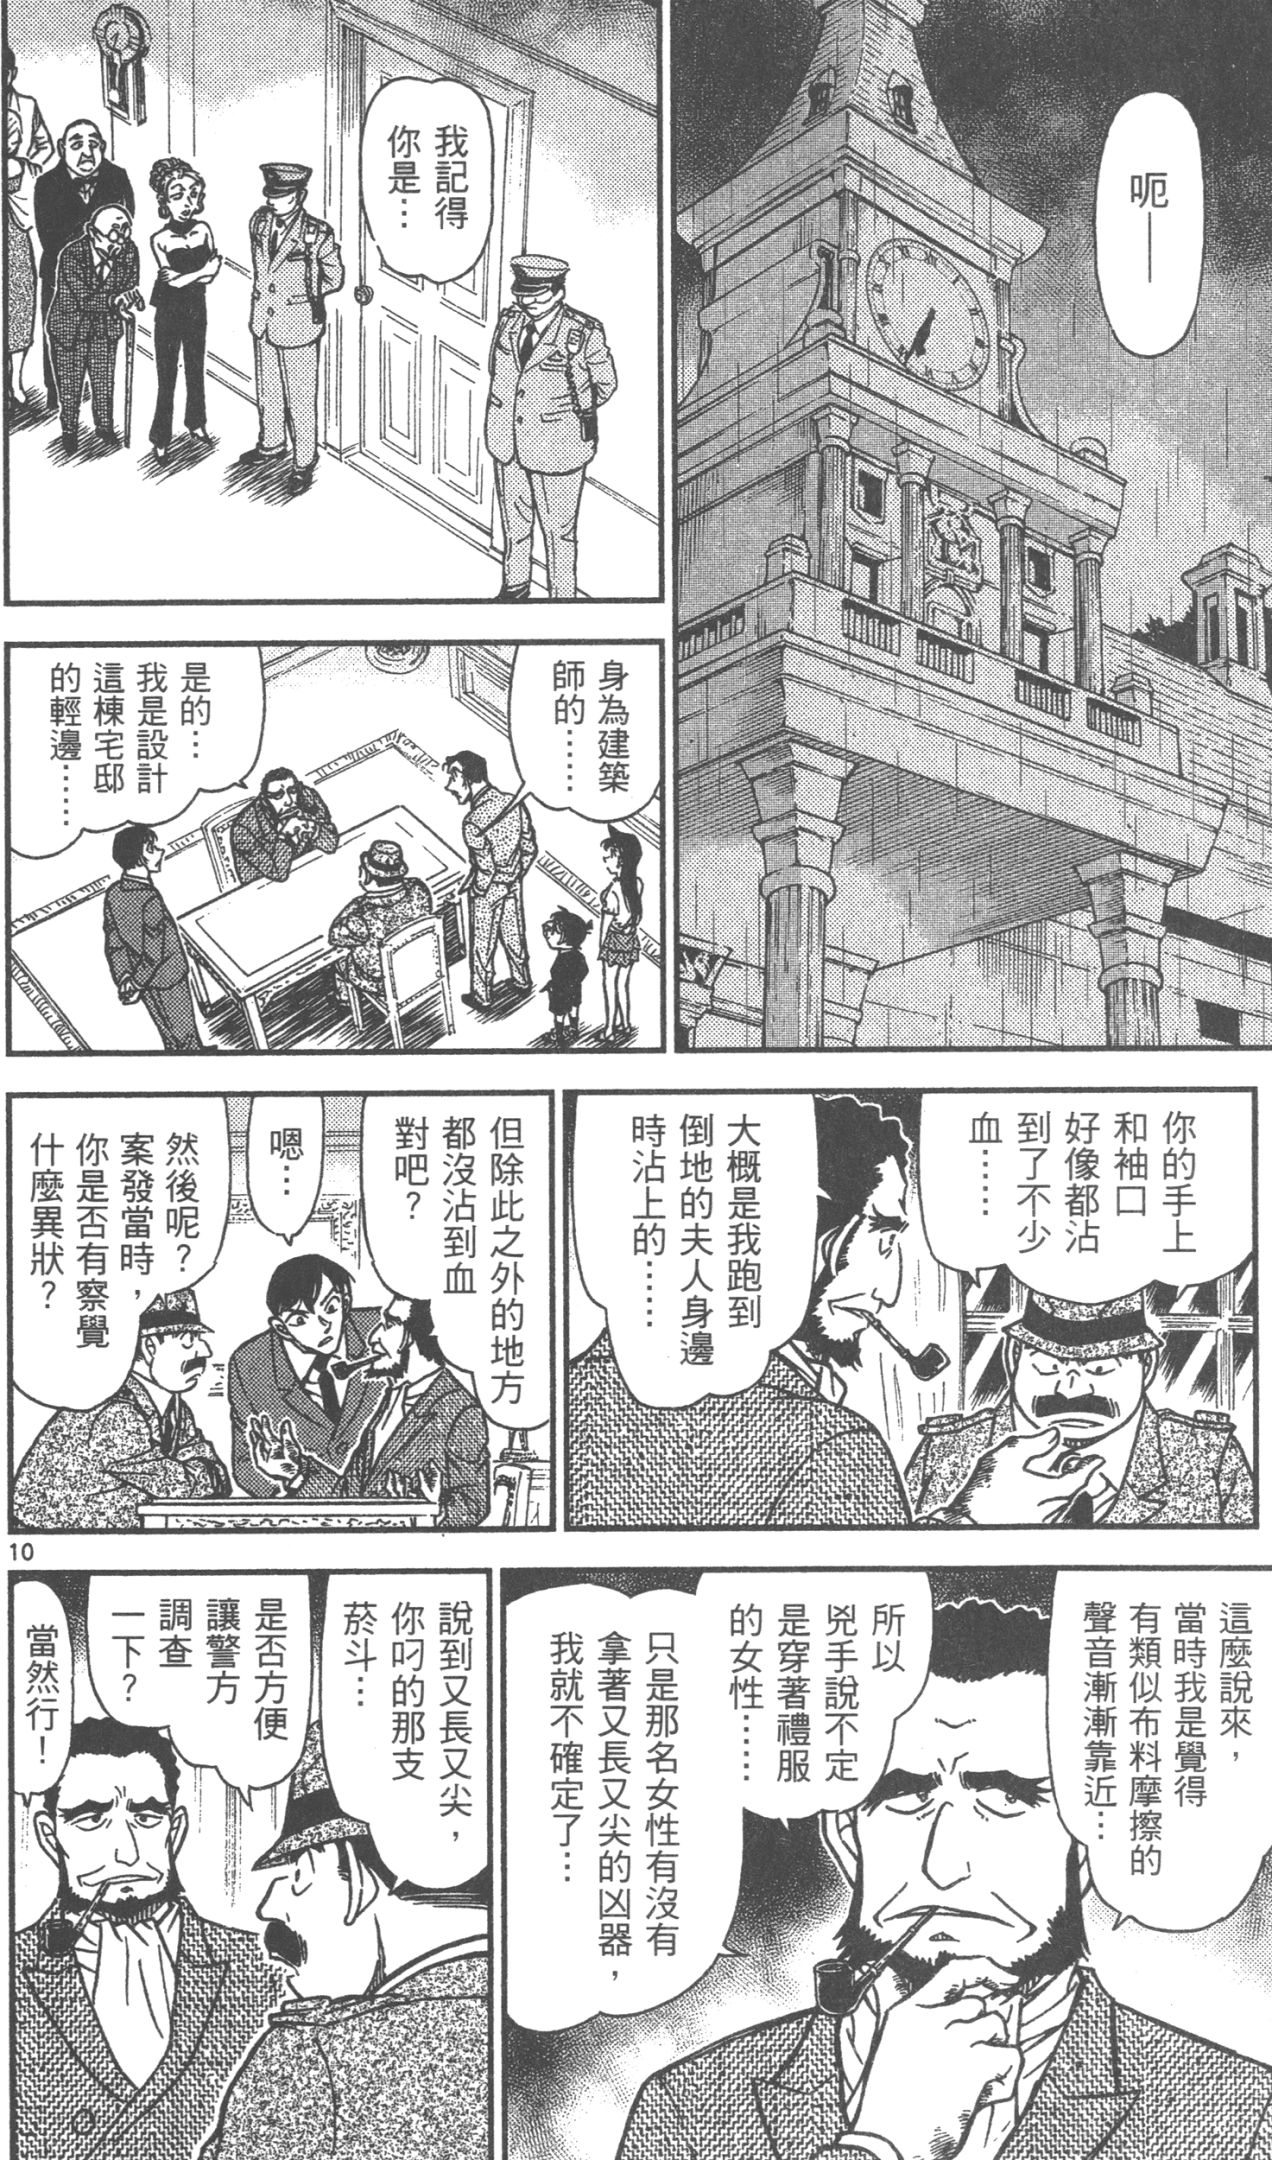 呃──
我記得
你是…
身為建築
師的……
是的…
我是設計
這棟宅邸
的輕邊……
你的手上
和袖口
好像都沾
到了不少
血……
大概是我跑到
倒地的夫人身邊
時沾上的……
但除此之外的地方
都沒沾到血
對吧？
嗯…
然後呢？
案發當時，
你是否有察覺
什麼異狀？
10
這麼說來，
當時我是覺得
有類似布料摩擦的
聲音漸漸靠近…
所以
兇手說不定
是穿著禮服
的女性……
只是那名女性有沒有
拿著又長又尖的凶器，
我就不確定了…
說到又長又尖，
你叼的那支
菸斗…
是否方便
讓警方
調查
一下？
當然行！